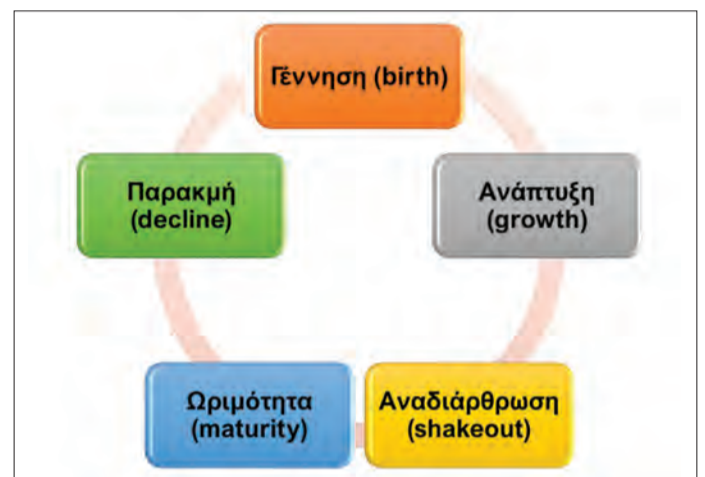 Γέννηση (birth)
Ανάπτυξη
(growth)
Αναδιάρθρωση
(shakeout)
Ωριμότητα
(maturity)
Παρακμή
(decline)